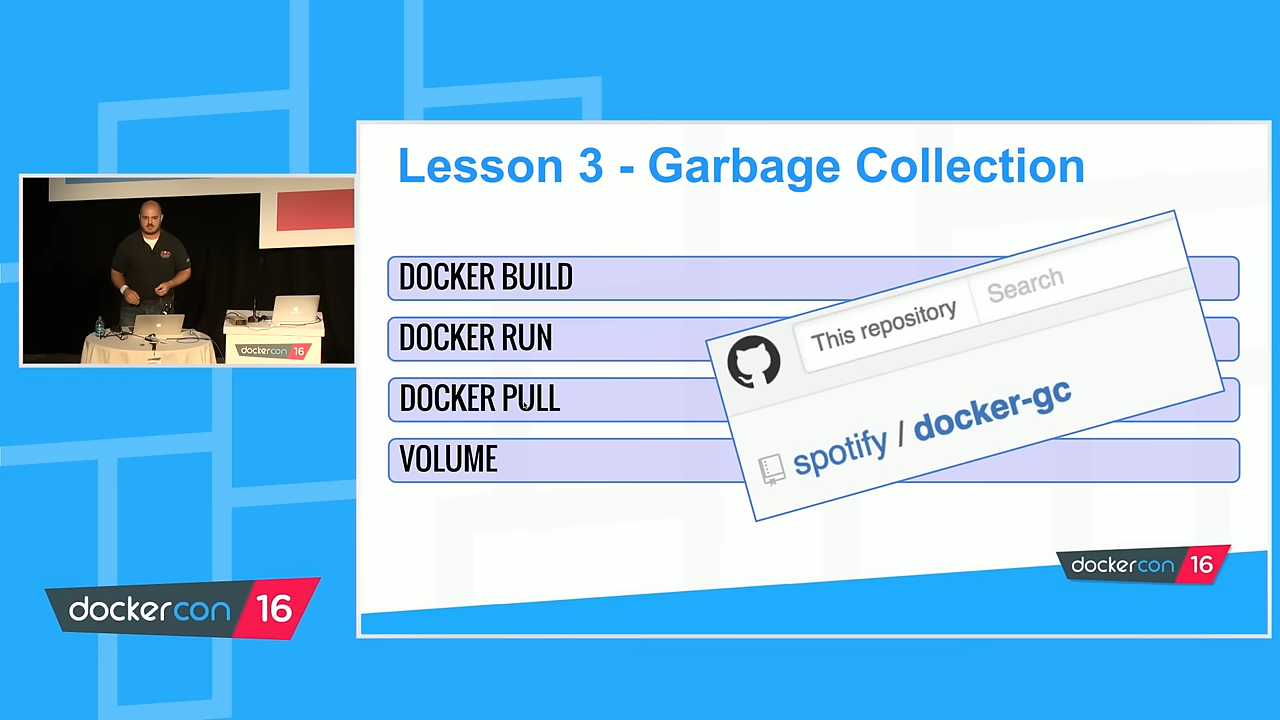 Lesson 3 - Garbage Collection
DOCKER BUILD
DOCKER RUN
DOCKER PULL
VOLUME
This repository
Search
spotify / docker-gc
dockercon 16
dockercon 16
dockercon 16